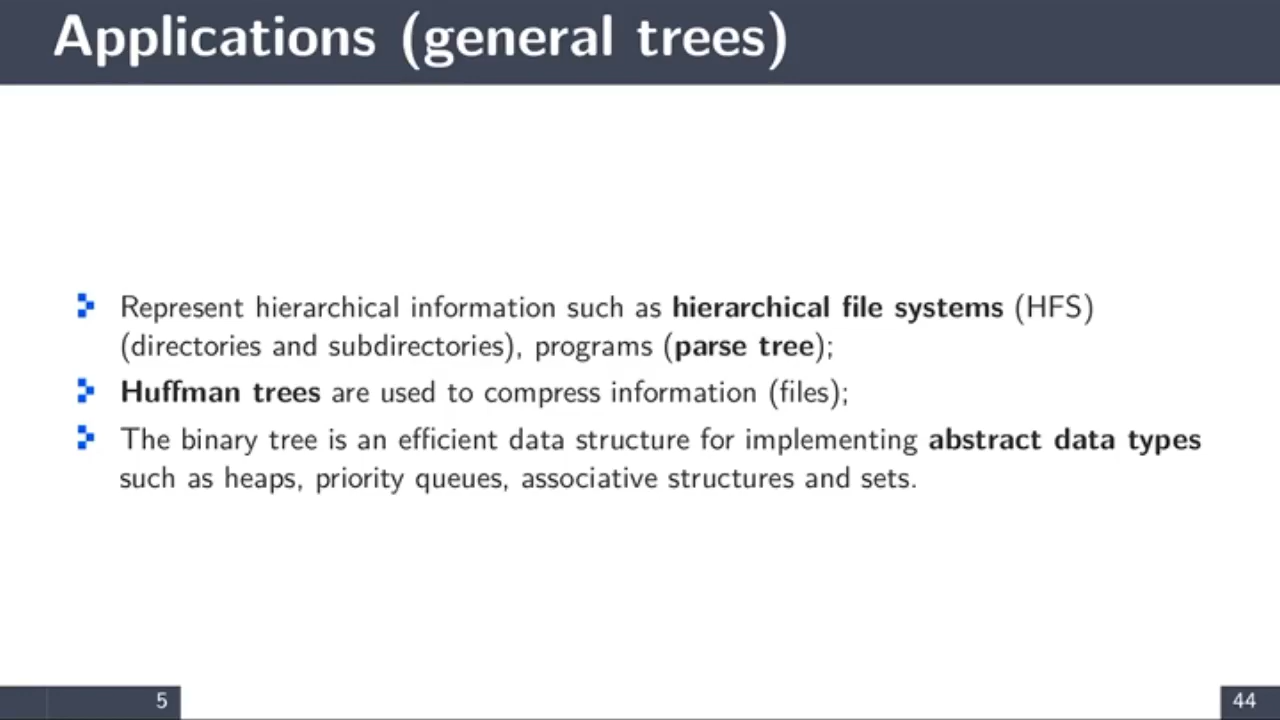 Applications (general trees)
Represent hierarchical information such as hierarchical file systems (HFS)
(directories and subdirectories), programs (parse tree);
Huffman trees are used to compress information (files);
The binary tree is an efficient data structure for implementing abstract data types
such as heaps, priority queues, associative structures and sets.
5
44